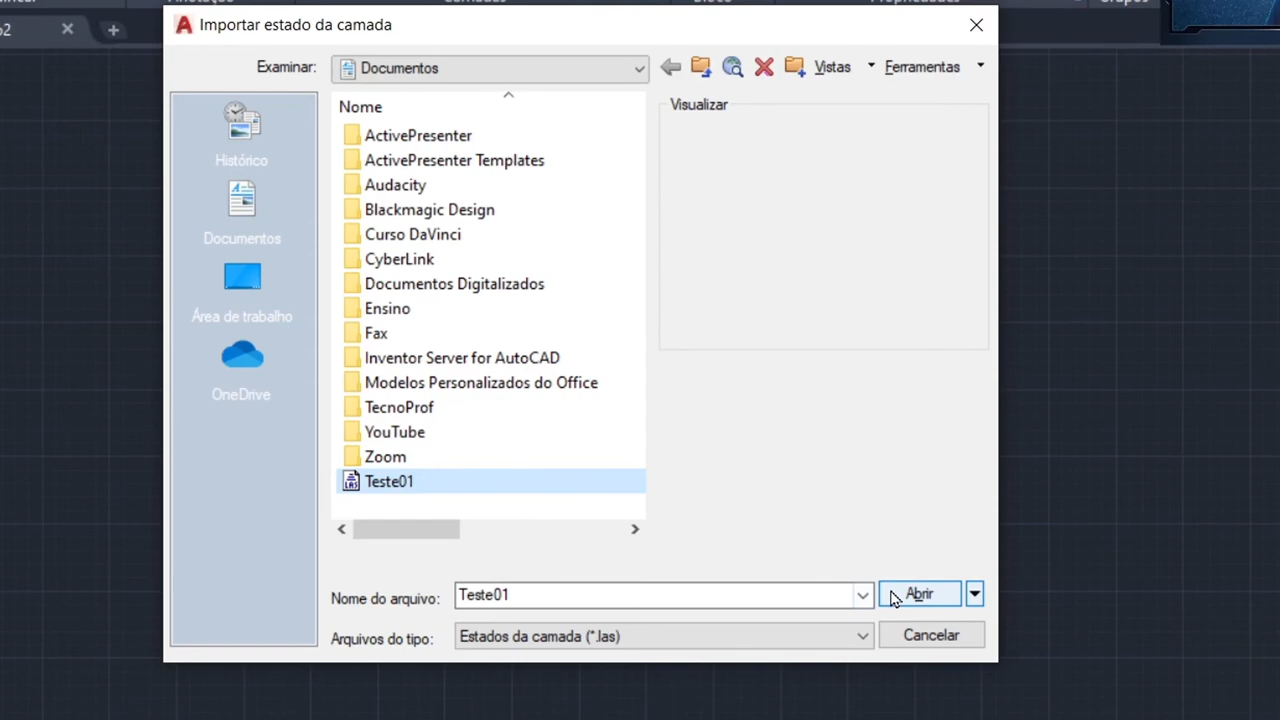 Importar estado da camada
o2
Examinar:
Documentos
Vistas
Ferramentas
Nome
Visualizar
Histórico
Documentos
Área de trabalho
OneDrive
ActivePresenter
ActivePresenter Templates
Audacity
Blackmagic Design
Curso DaVinci
CyberLink
Documentos Digitalizados
Ensino
Fax
Inventor Server for AutoCAD
Modelos Personalizados do Office
TecnoProf
YouTube
Zoom
Teste01
Nome do arquivo:
Teste01
Abrir
Arquivos do tipo:
Estados da camada (*.las)
Cancelar